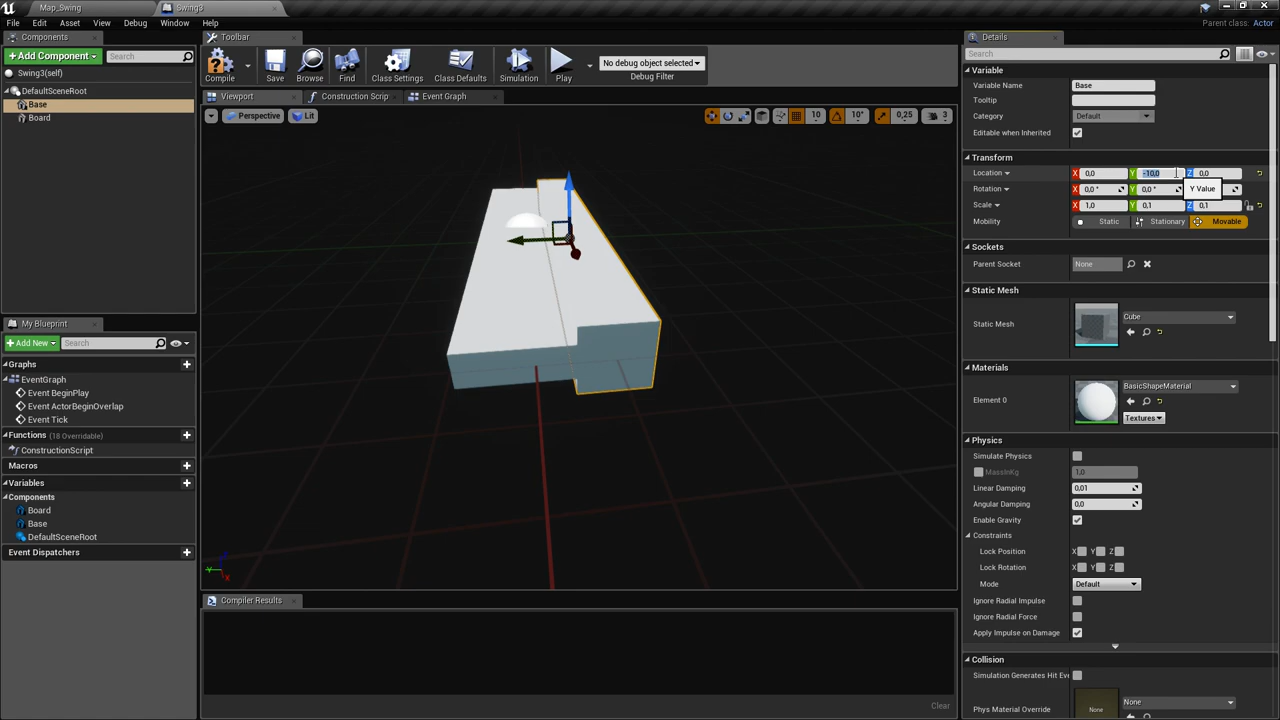 Map_Swing
Swing3
File Edit Asset View Debug Window Help
Parent class: Actor
Components
Add Component
Search
Swing3(self)
DefaultSceneRoot
Base
Board
My Blueprint
Add New
Search
Graphs
EventGraph
Event BeginPlay
Event ActorBeginOverlap
Event Tick
Functions (18 Overridable)
ConstructionScript
Macros
Variables
Components
Board
Base
DefaultSceneRoot
Event Dispatchers
Toolbar
Compile
Save
Browse
Find
Class Settings
Class Defaults
Simulation
Play
No debug object selected
Debug Filter
Viewport
Construction Scrip
Event Graph
Perspective
Lit
10
10°
0,25
3
Compiler Results
Clear
Details
Search
Variable
Variable Name Base
Tooltip
Category Default
Editable when Inherited
Transform
Location X 0,0 Y -10,0 Z 0,0
Rotation X 0,0 ° Y 0,0 °
Y Value
Scale X 1,0 Y 0,1 Z 0,1
Mobility Static Stationary Movable
Sockets
Parent Socket None
Static Mesh
Static Mesh Cube
Materials
Element 0 BasicShapeMaterial
Textures
Physics
Simulate Physics
MassInKg 1,0
Linear Damping 0,01
Angular Damping 0,0
Enable Gravity
Constraints
Lock Position X Y Z
Lock Rotation X Y Z
Mode Default
Ignore Radial Impulse
Ignore Radial Force
Apply Impulse on Damage
Collision
Simulation Generates Hit Eve
Phys Material Override None None